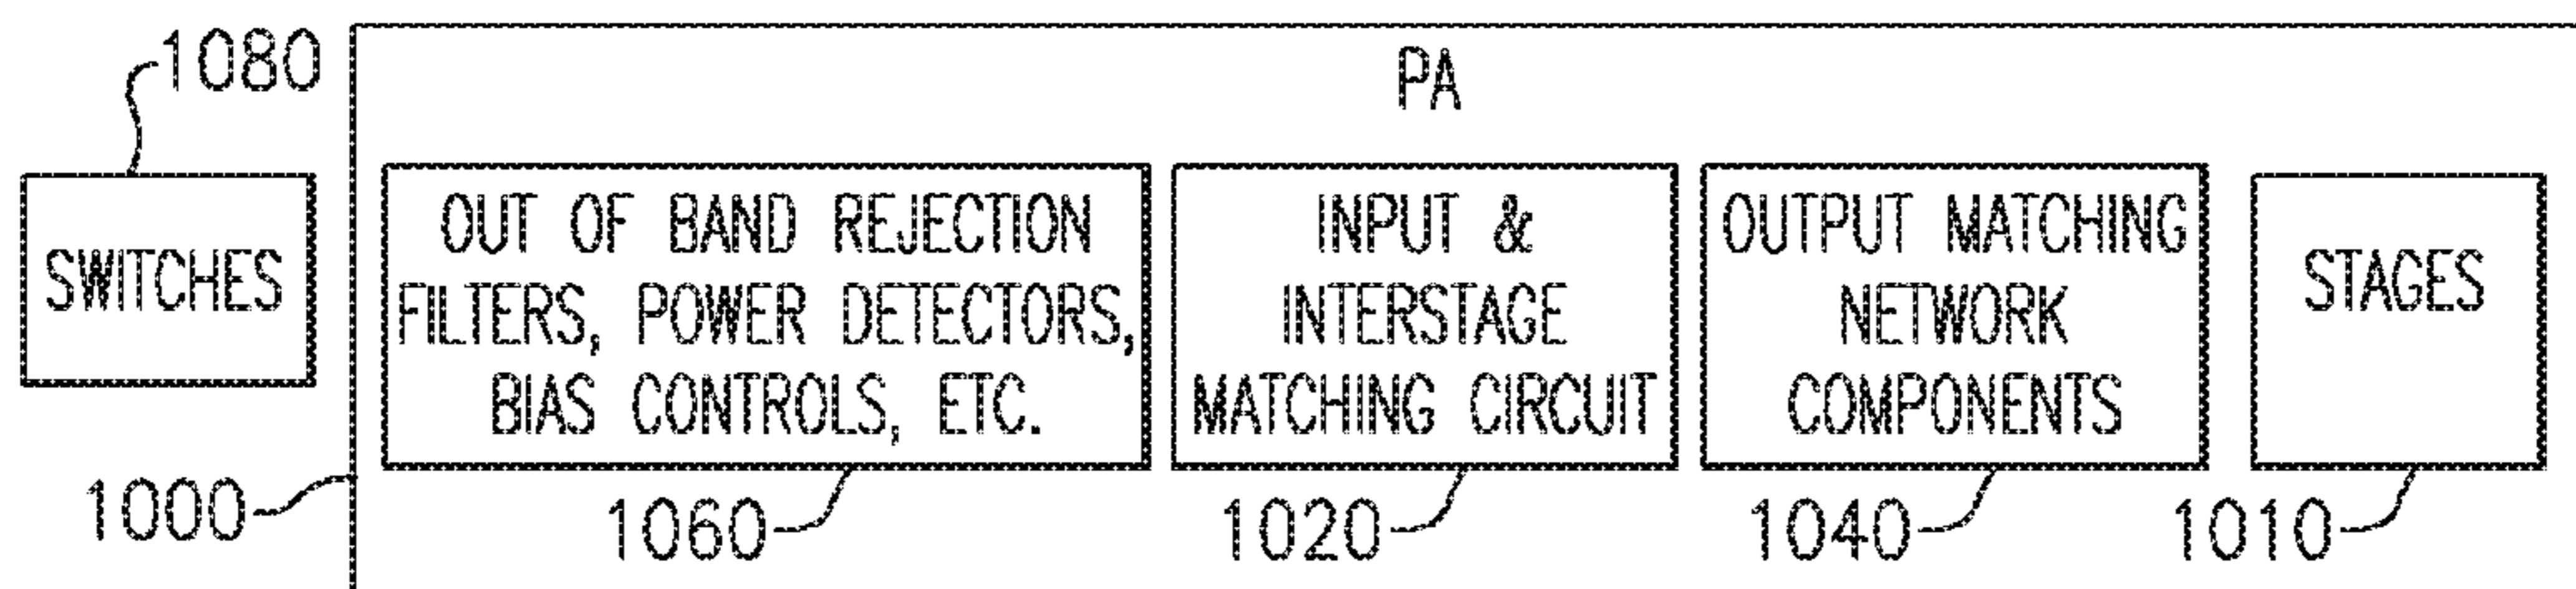 1080
PA
SWITCHES
OUT OF BAND REJECTION
FILTERS, POWER DETECTORS,
BIAS CONTROLS, ETC.
INPUT &
INTERSTAGE
MATCHING CIRCUIT
OUTPUT MATCHING
NETWORK
COMPONENTS
STAGES
1000
1060
1020
1040
1010